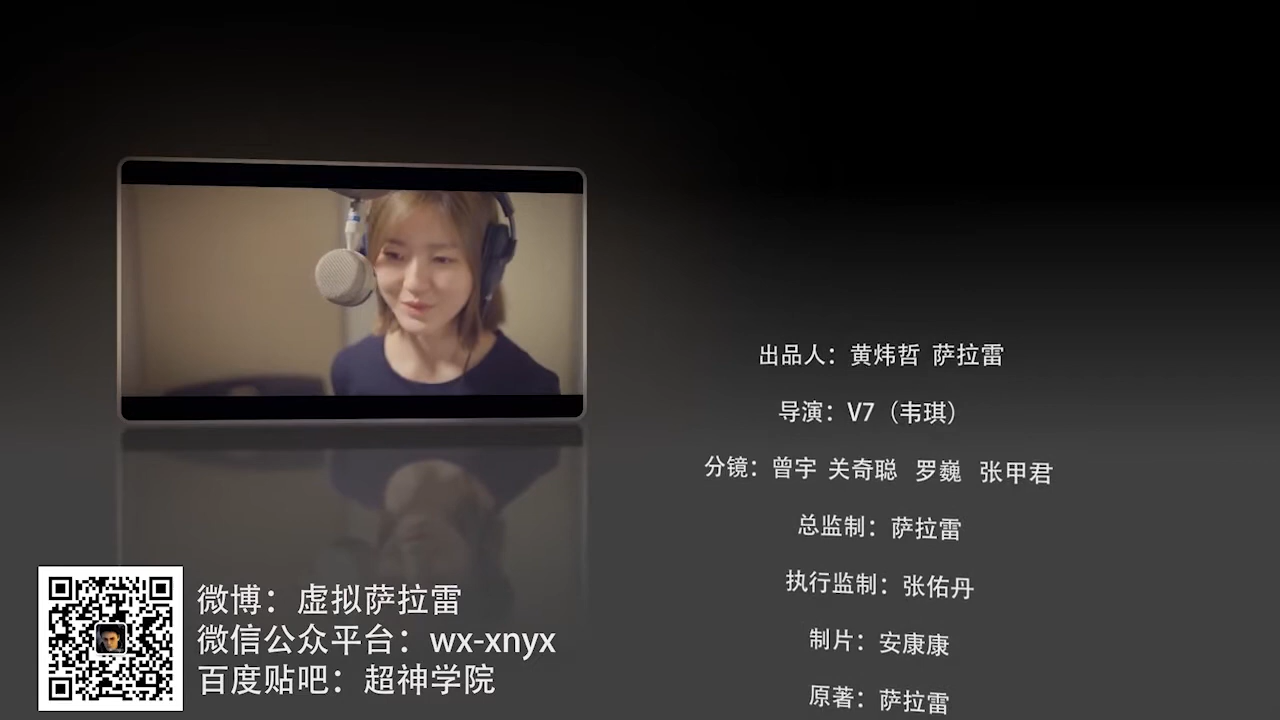 出品人：黄炜哲 萨拉雷
导演：V7（韦琪）
分镜：曾宇 关奇聪 罗巍 张甲君
总监制：萨拉雷
执行监制：张佑丹
制片：安康康
原著：萨拉雷
微博：虚拟萨拉雷
微信公众平台：wx-xnyx
百度贴吧：超神学院